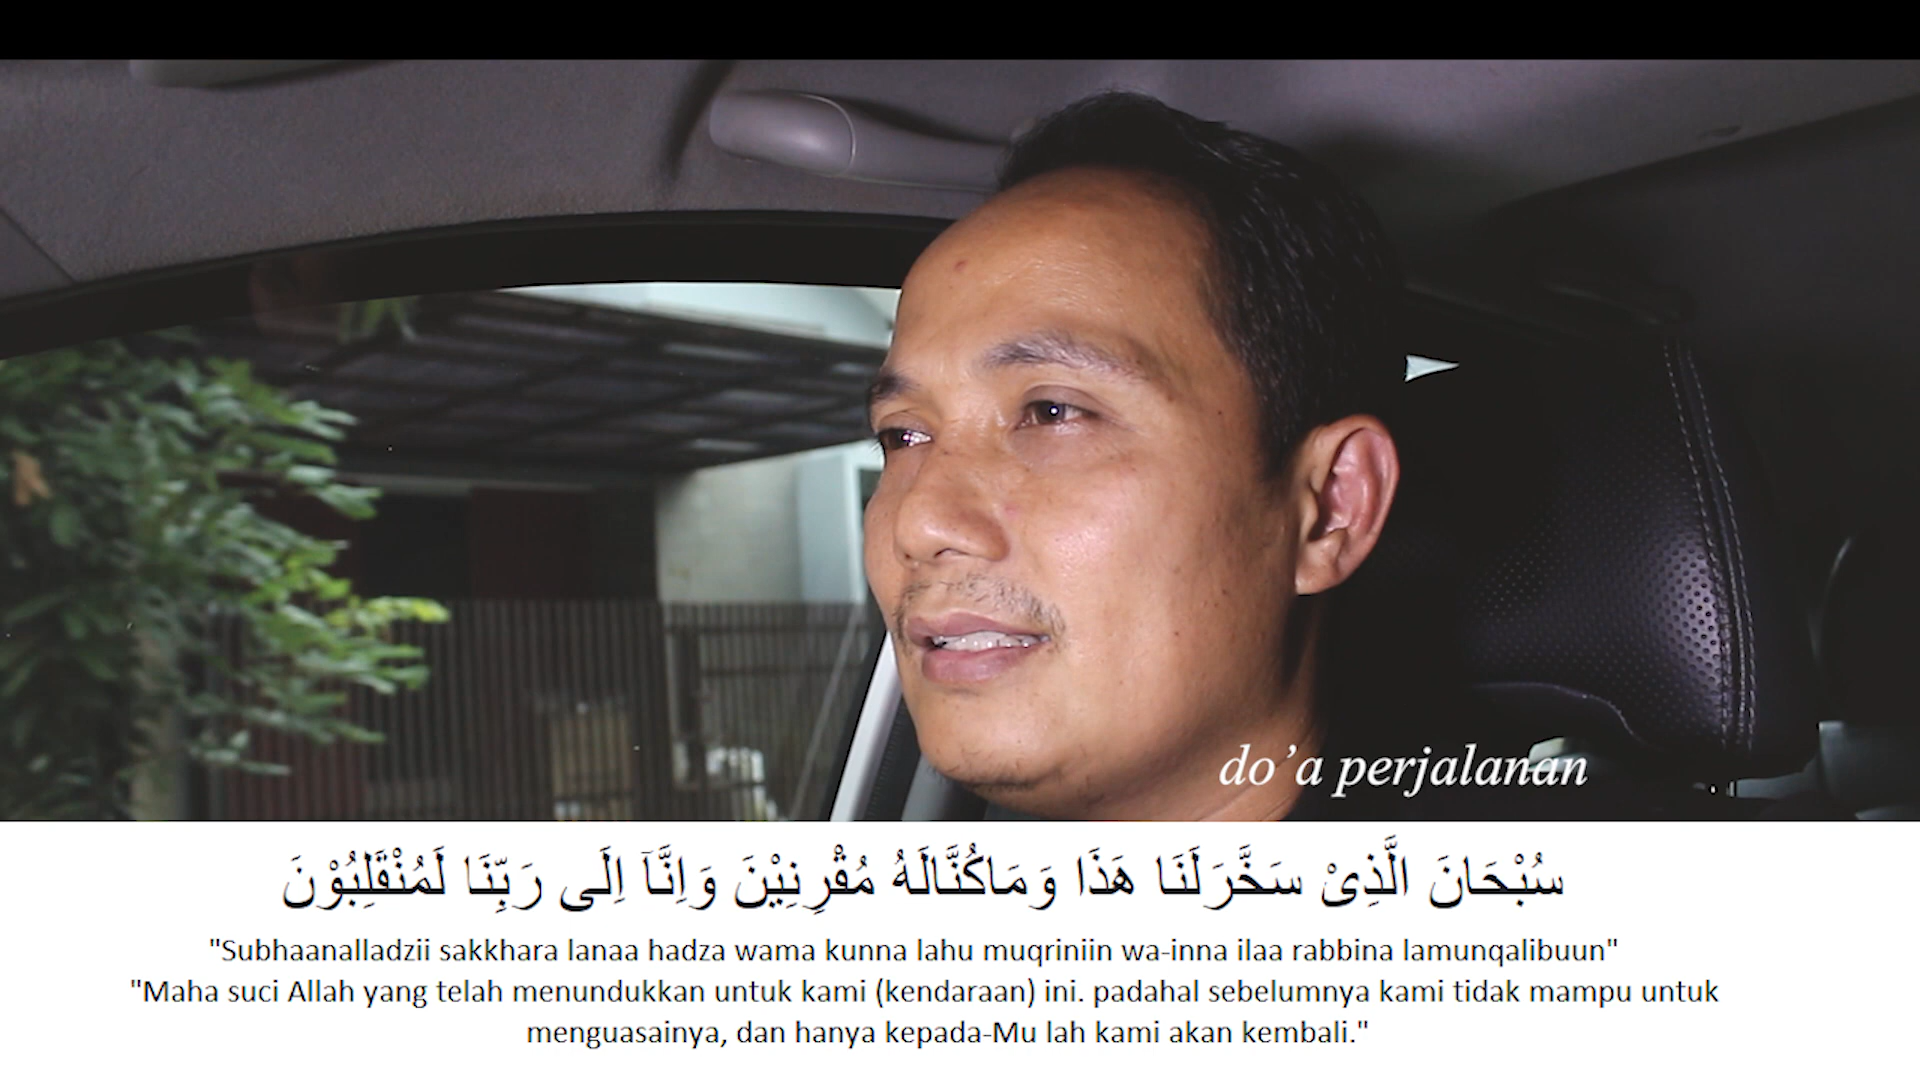 do’a perjalanan
سُبْحَانَ الَّذِىْ سَخَّرَلَنَا هَذَا وَمَاكُنَّالَهُ مُقْرِنِيْنَ وَاِنَّآ اِلَى رَبِّنَا لَمُنْقَلِبُوْنَ
"Subhaanalladzii sakkhara lanaa hadza wama kunna lahu muqriniin wa-inna ilaa rabbina lamunqalibuun"
"Maha suci Allah yang telah menundukkan untuk kami (kendaraan) ini. padahal sebelumnya kami tidak mampu untuk
menguasainya, dan hanya kepada-Mu lah kami akan kembali."